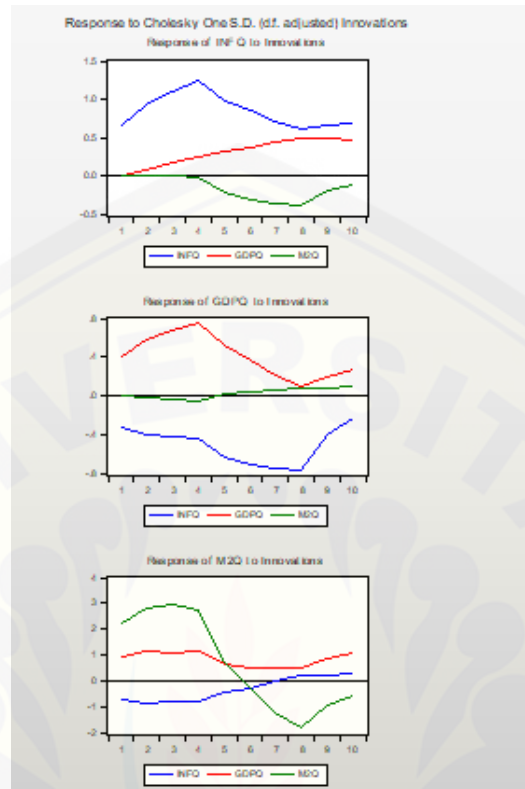 Response to Cholesky One S.D. (d.f. adjusted) Innovations
Response of INFQ to Innovations
1.5
1.0
0.5
0.0
-0.5
1 2 3 4 5 6 7 8 9 10
INFQ GDPQ M2Q
Response of GDPQ to Innovations
.8
.4
.0
-.4
-.8
1 2 3 4 5 6 7 8 9 10
INFQ GDPQ M2Q
Response of M2Q to Innovations
4
3
2
1
0
-1
-2
1 2 3 4 5 6 7 8 9 10
INFQ GDPQ M2Q